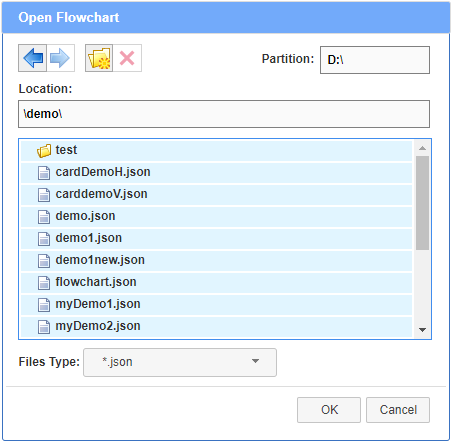 Open Flowchart
Partition: D:\
Location:
\demo\
test
cardDemoH.json
carddemoV.json
demo.json
demo1.json
demo1new.json
flowchart.json
myDemo1.json
myDemo2.json
Files Type: *.json
OK Cancel